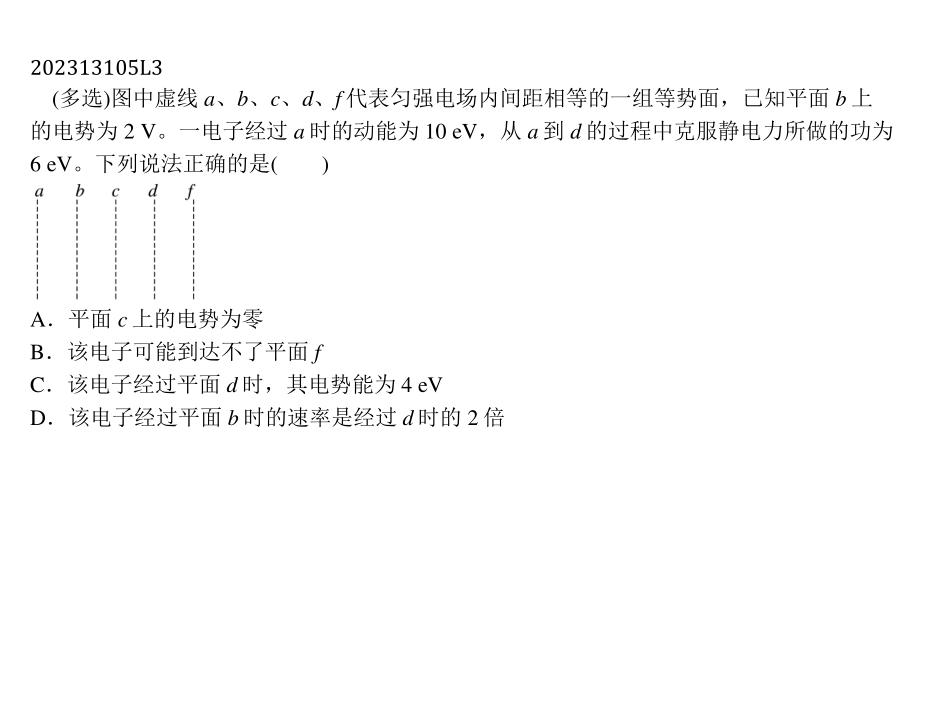 202313105L3
(多选)图中虚线 a、b、c、d、f 代表匀强电场内间距相等的一组等势面，已知平面 b 上
的电势为 2 V。一电子经过 a 时的动能为 10 eV，从 a 到 d 的过程中克服静电力所做的功为
6 eV。下列说法正确的是(　　)
a b c d f
A．平面 c 上的电势为零
B．该电子可能到达不了平面 f
C．该电子经过平面 d 时，其电势能为 4 eV
D．该电子经过平面 b 时的速率是经过 d 时的 2 倍